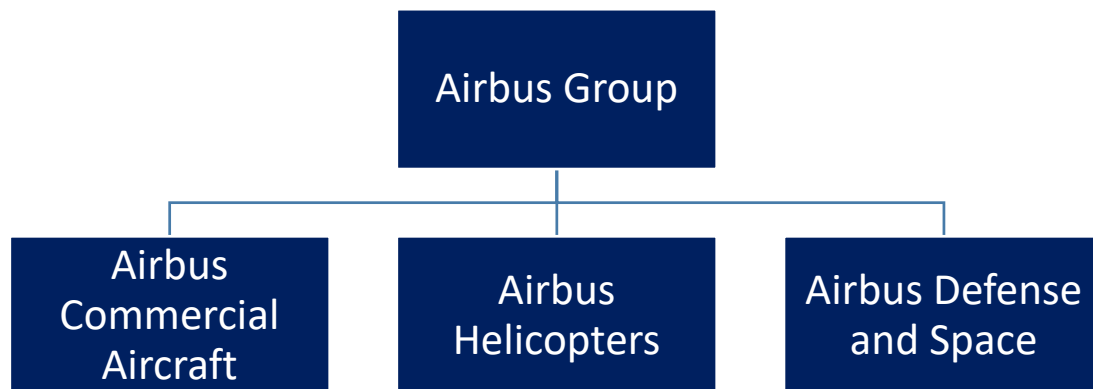 Airbus Group
Airbus
Commercial
Aircraft
Airbus
Helicopters
Airbus Defense
and Space